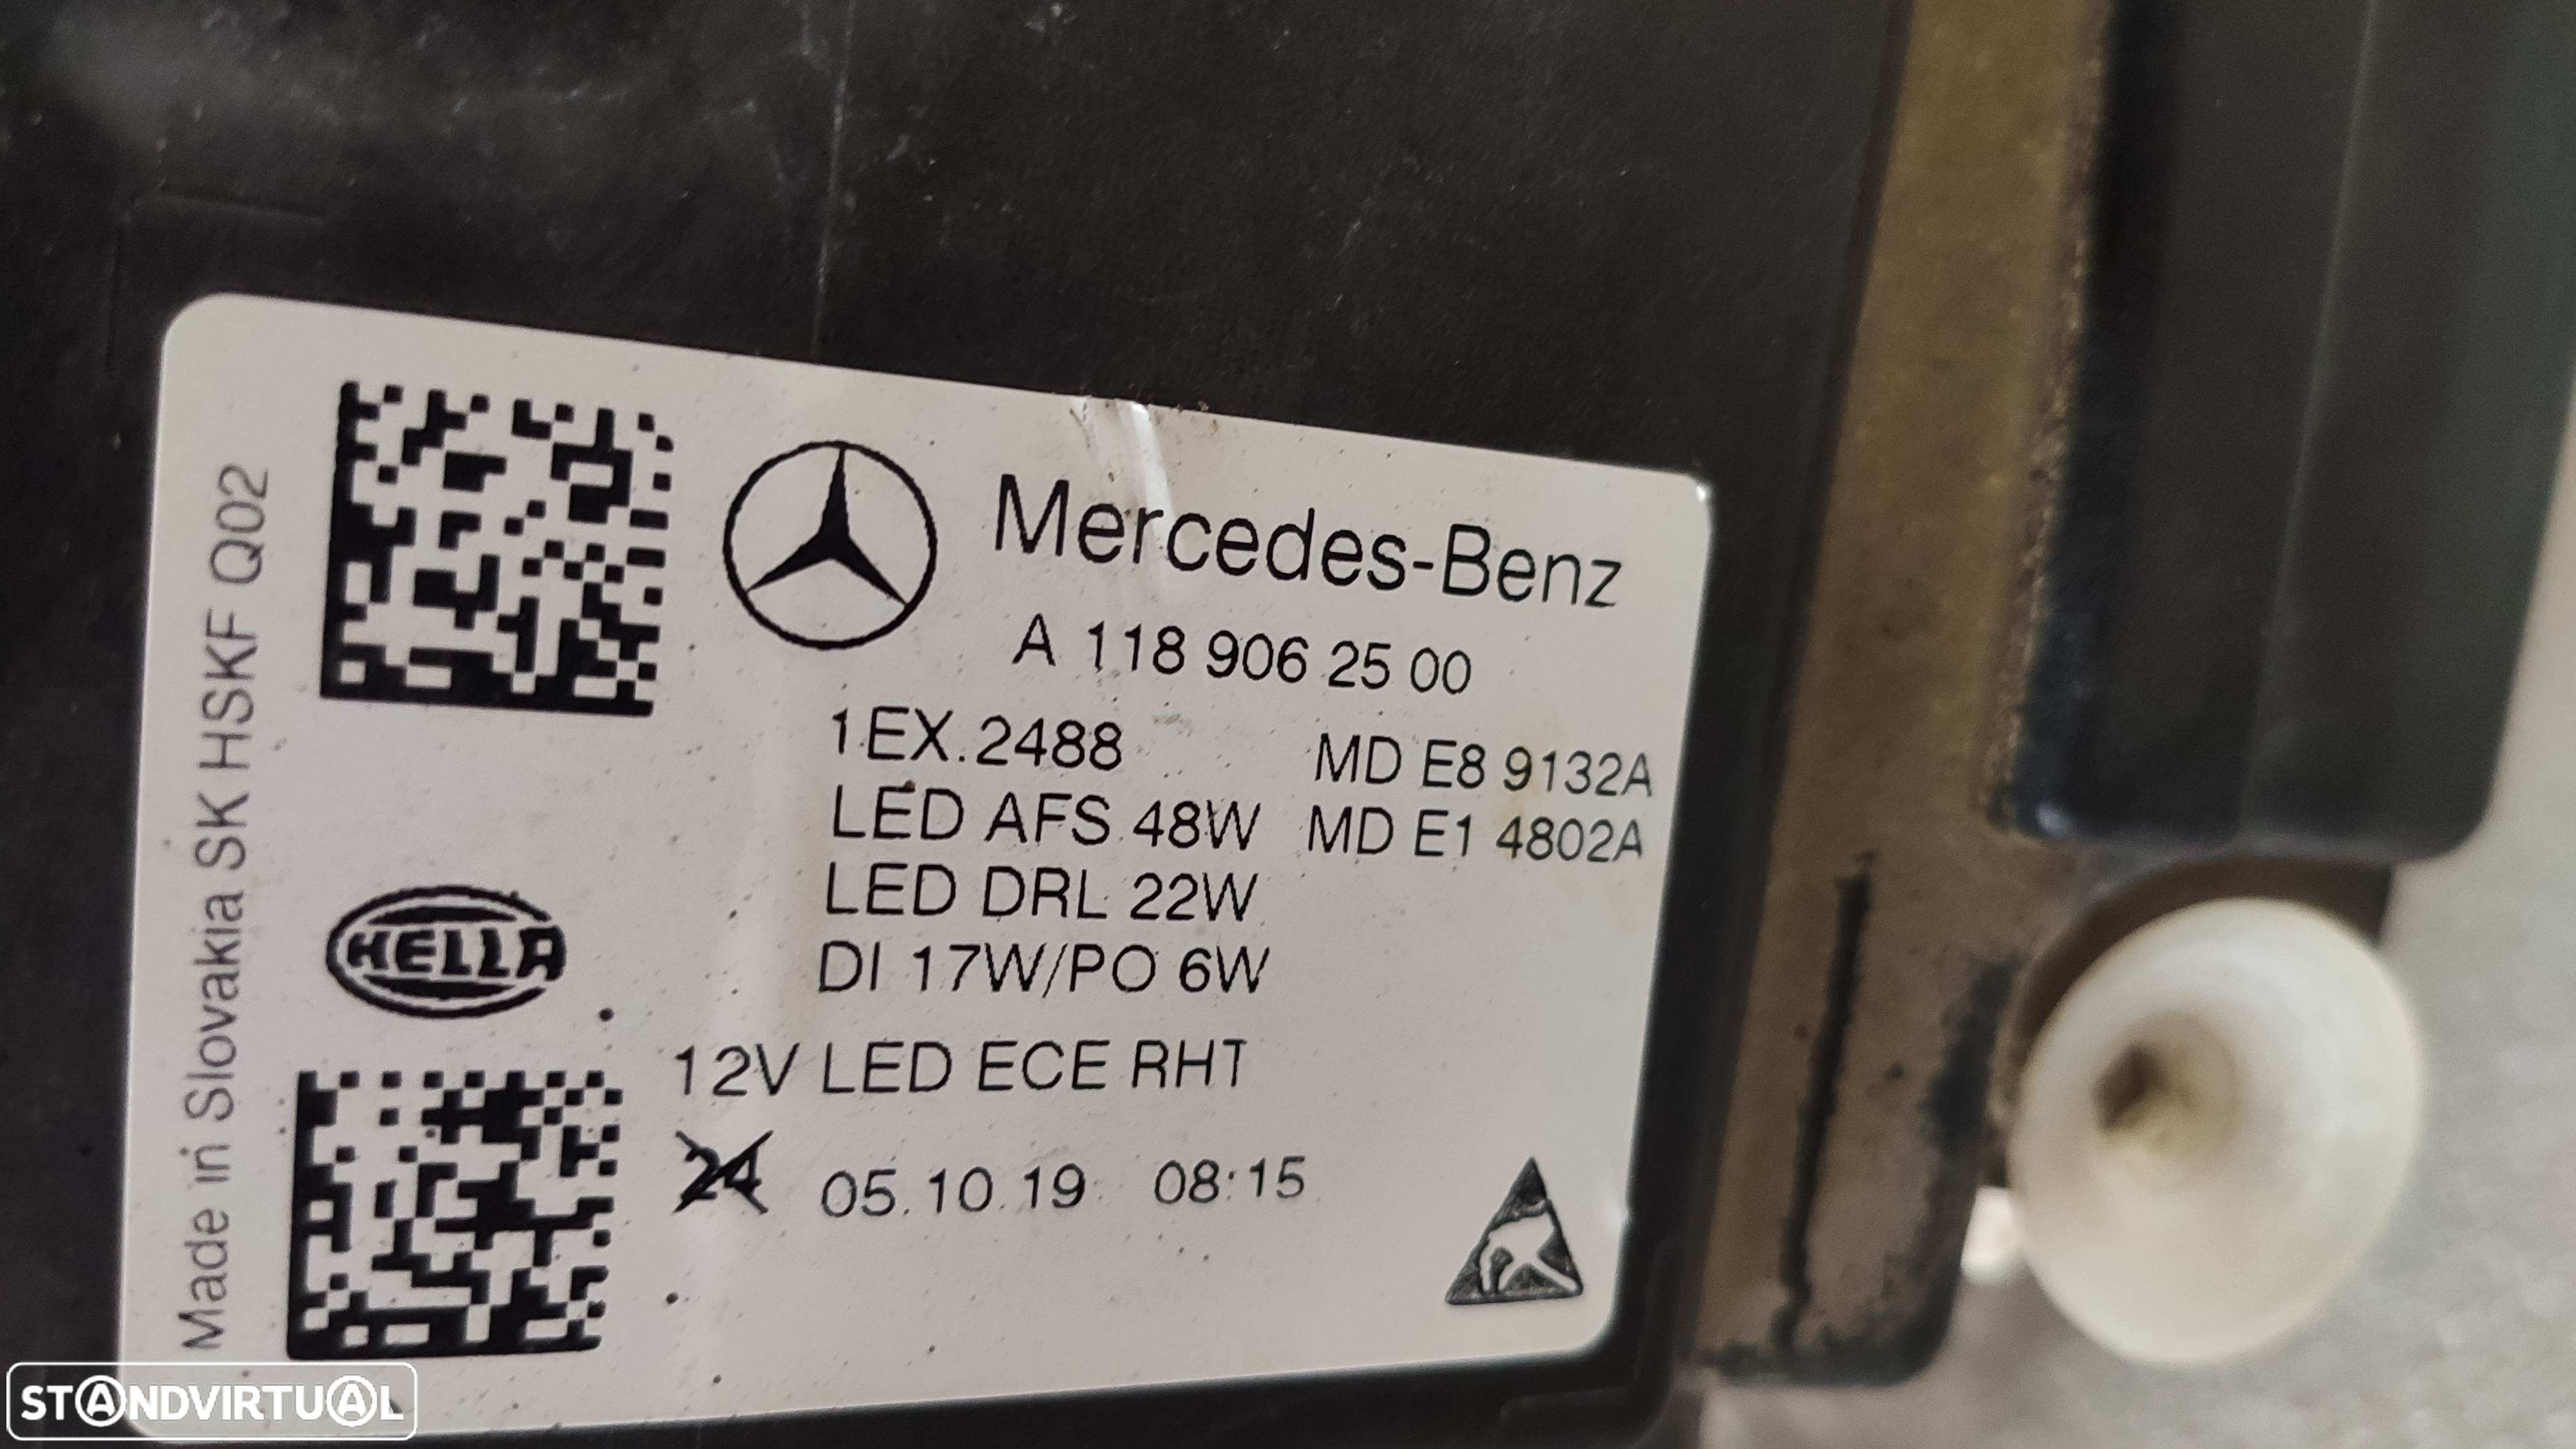 Made in Slovakia SK HSKF Q02
Mercedes-Benz
A 118 906 25 00
1EX.2488 MD E8 9132A
LED AFS 48W MD E1 4802A
LED DRL 22W
DI 17W/PO 6W
HELLA
12V LED ECE RHT
24 05.10.19 08:15
STANDVIRTUAL